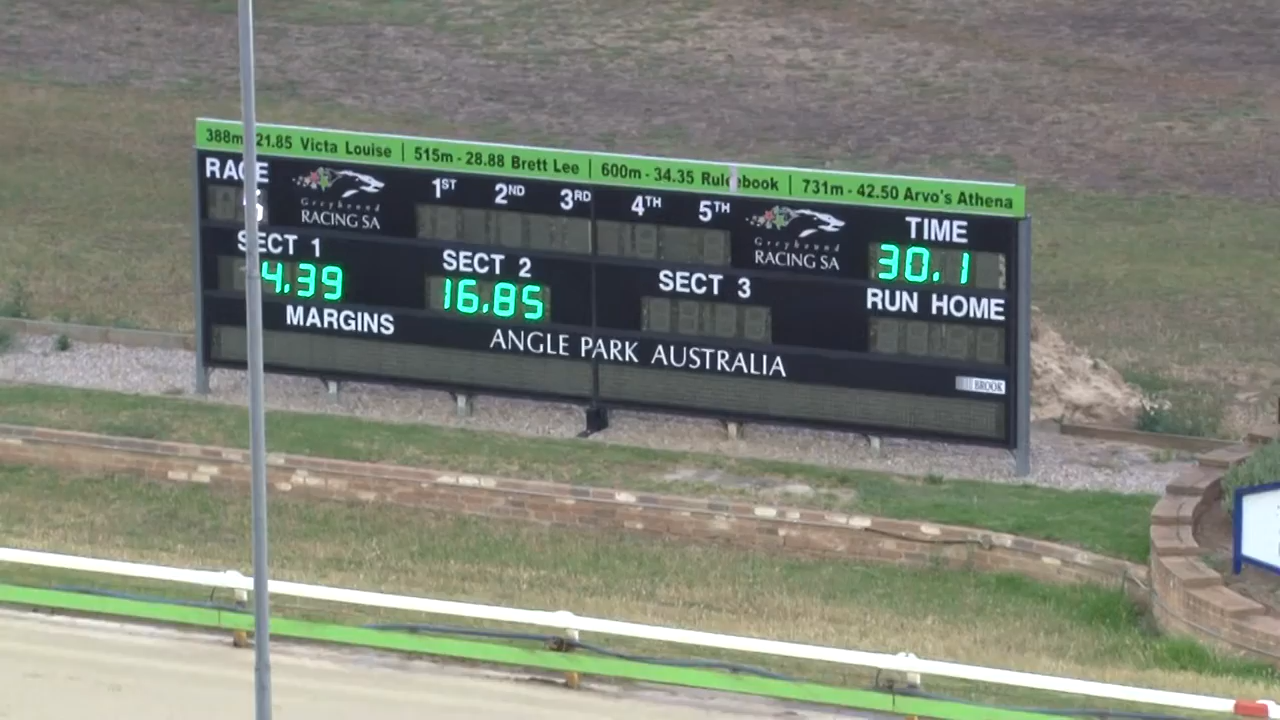 388m 21.85 Victa Louise | 515m - 28.88 Brett Lee | 600m - 34.35 Rulebook | 731m - 42.50 Arvo's Athena
RACE
Greyhound
RACING SA
1ST 2ND 3RD 4TH 5TH
Greyhound
RACING SA
TIME
30.1
SECT 1
4.39
SECT 2
16.85
SECT 3
RUN HOME
MARGINS
ANGLE PARK AUSTRALIA
BROOK